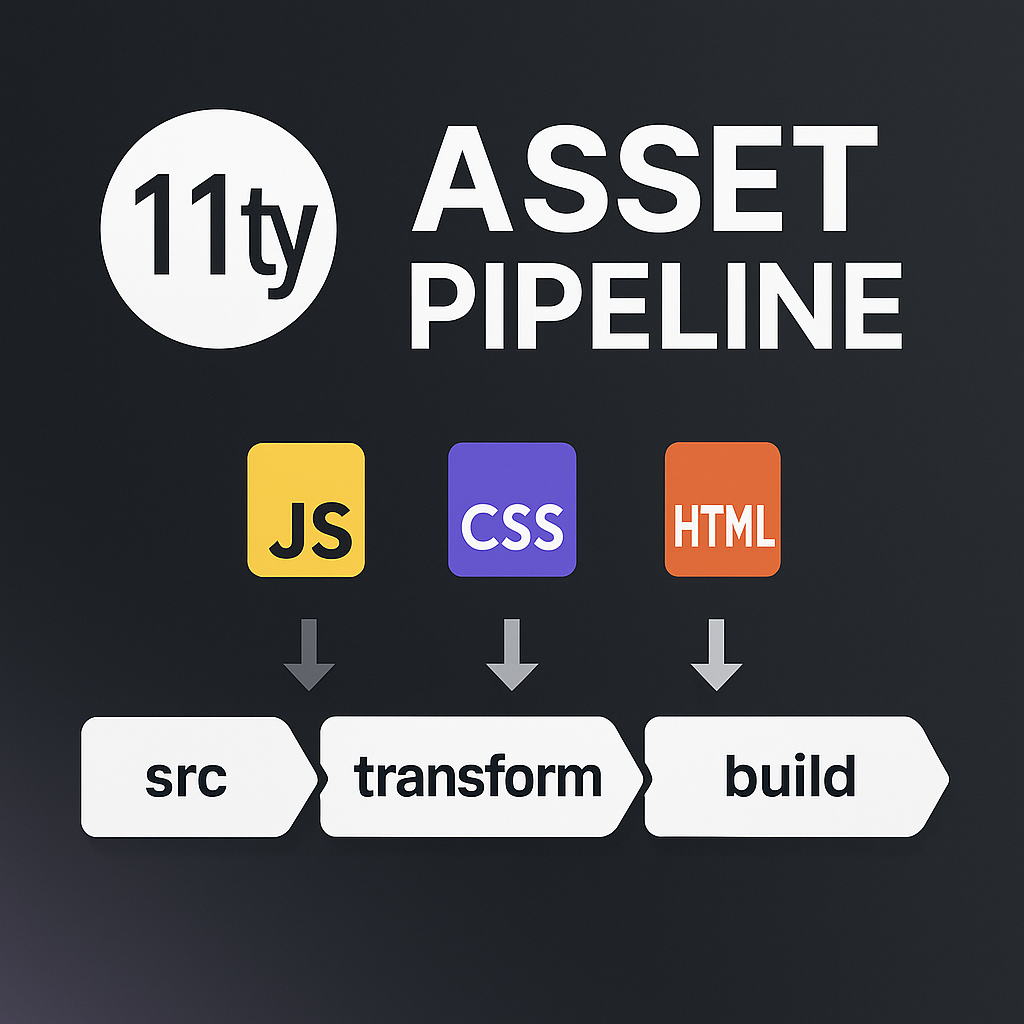 11ty
ASSET
PIPELINE
JS
CSS
HTML
src
transform
build